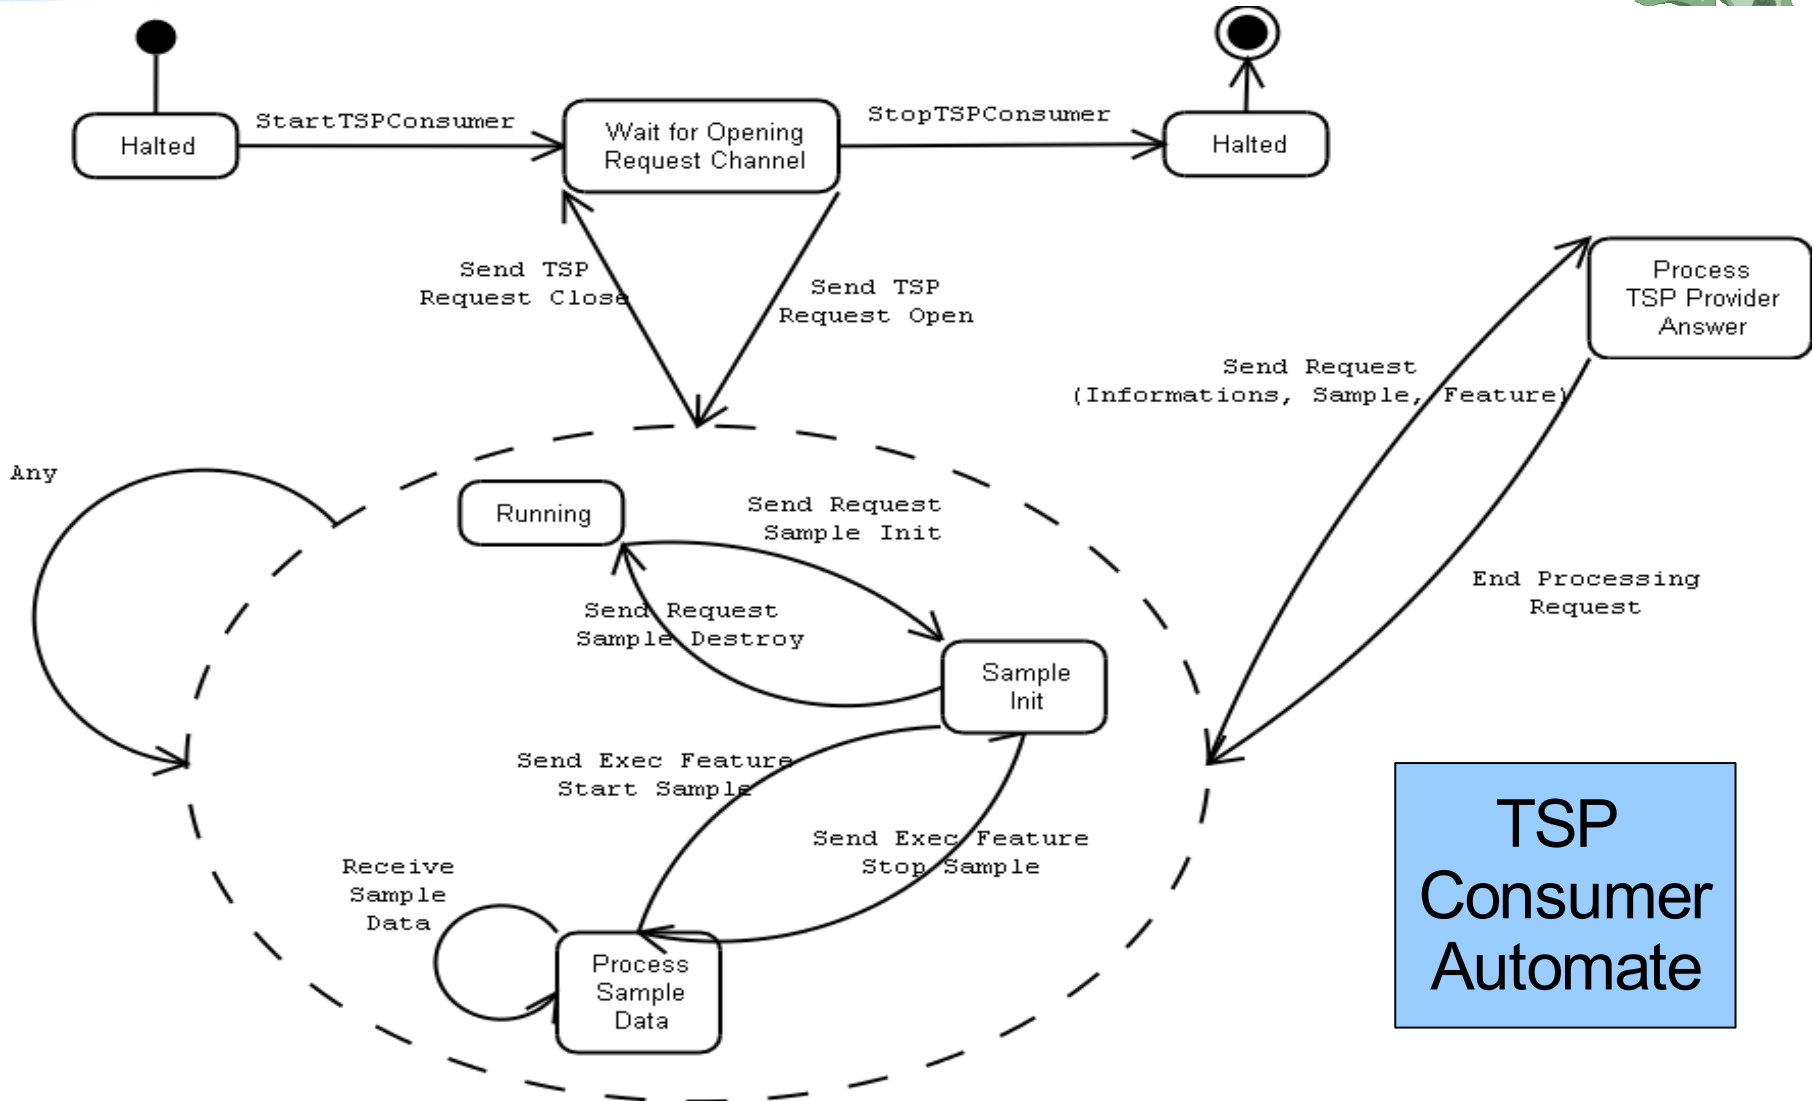 StartTSPConsumer
StopTSPConsumer
Halted
Wait for Opening
Request Channel
Halted
Send TSP
Request Close
Send TSP
Request Open
Process
TSP Provider
Answer
Send Request
(Informations, Sample, Feature)
Any
Running
Send Request
Sample Init
End Processing
Request
Send Request
Sample Destroy
Sample
Init
Send Exec Feature
Start Sample
Send Exec Feature
Stop Sample
Receive
Sample
Data
Process
Sample
Data
TSP
Consumer
Automate